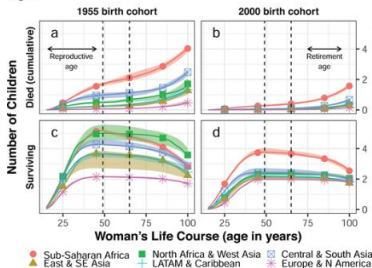 1955 birth cohort
2000 birth cohort
Number of Children
Died (cumulative)
Surviving
a
Reproductive
age
b
Retirement
age
4
2
0
c
d
4
2
0
25 50 75 100 25 50 75 100
Woman's Life Course (age in years)
Sub-Saharan Africa North Africa & West Asia Central & South Asia
East & SE Asia LATAM & Caribbean Europe & N America